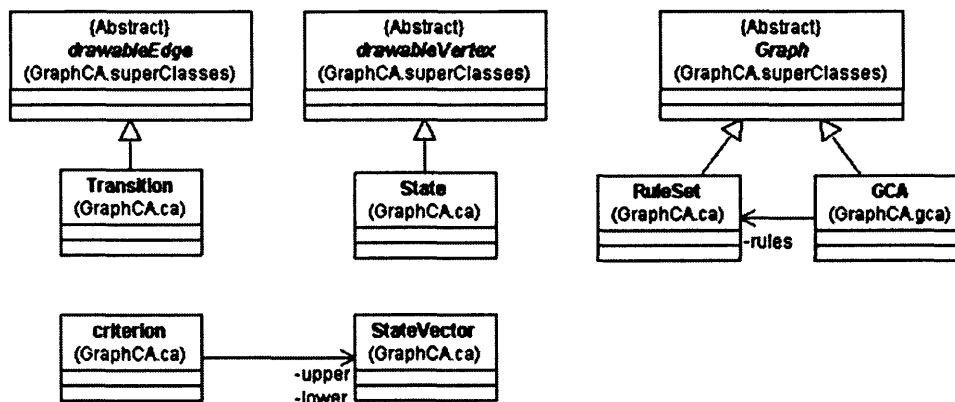 {Abstract}
drawableEdge
(GraphCA.superClasses)
{Abstract}
drawableVertex
(GraphCA.superClasses)
{Abstract}
Graph
(GraphCA.superClasses)
Transition
(GraphCA.ca)
State
(GraphCA.ca)
RuleSet
(GraphCA.ca)
GCA
(GraphCA.gca)
-rules
criterion
(GraphCA.ca)
StateVector
(GraphCA.ca)
-upper
-lower